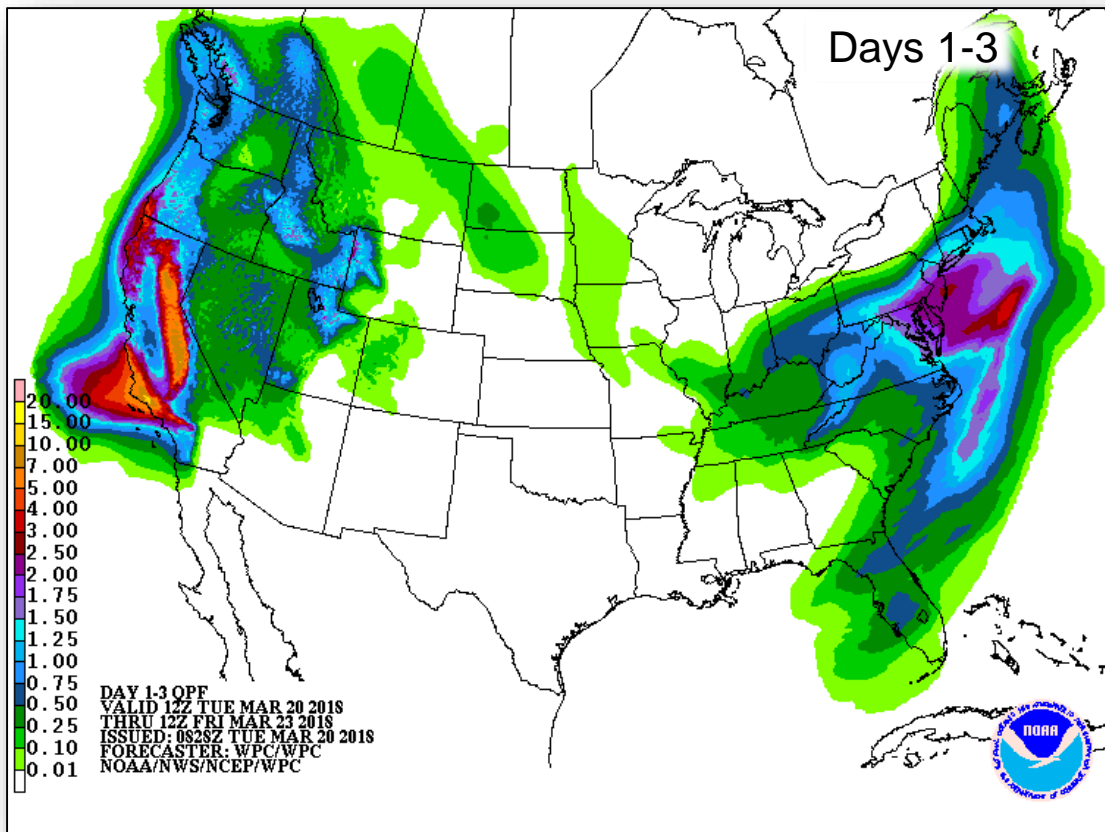 Days 1-3
20.00
15.00
10.00
7.00
5.00
4.00
3.00
2.50
2.00
1.75
1.50
1.25
1.00
0.75
0.50
0.25
0.10
0.01
DAY 1-3 QPF
VALID 12Z TUE MAR 20 2018
THRU 12Z FRI MAR 23 2018
ISSUED: 0828Z TUE MAR 20 2018
FORECASTER: WPC/WPC
NOAA/NWS/NCEP/WPC
NOAA